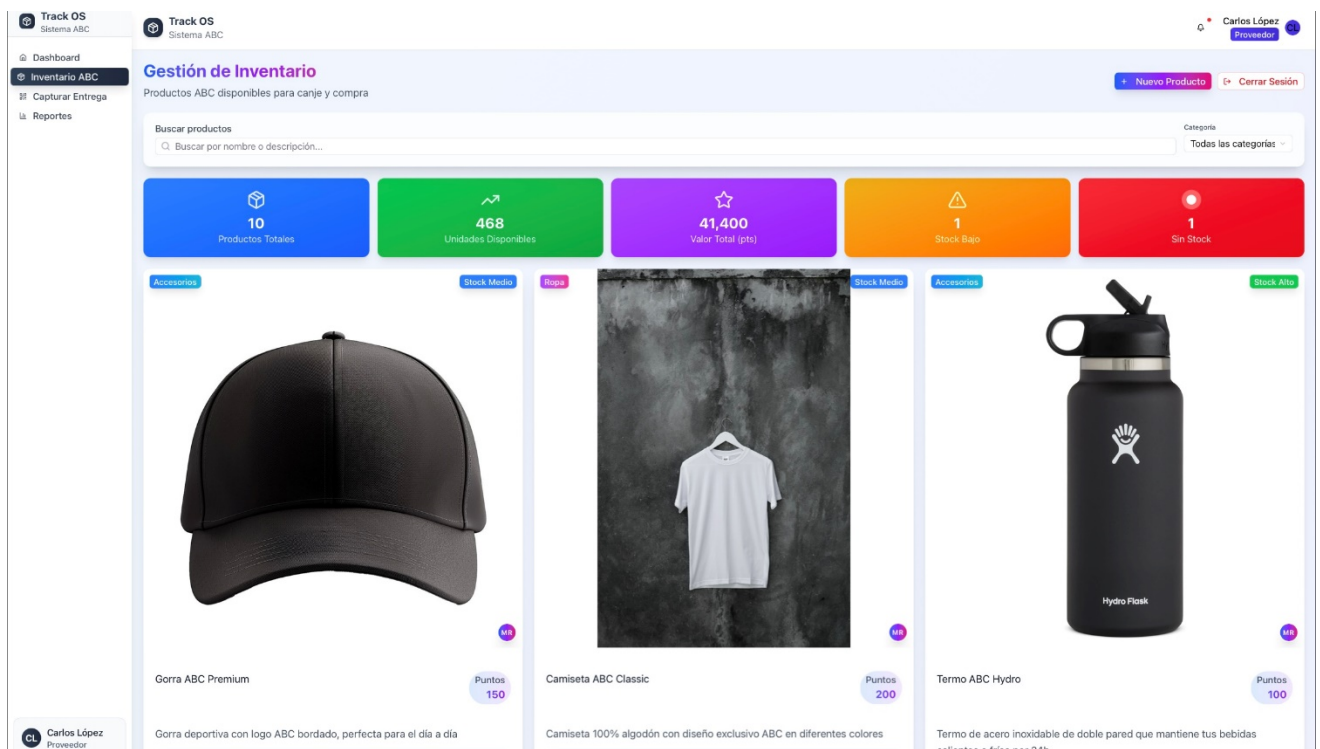 Track OS
Sistema ABC
Dashboard
Inventario ABC
Capturar Entrega
Reportes
Carlos López
Proveedor
CL
Track OS
Sistema ABC
Carlos López
Proveedor
CL
Gestión de Inventario
Productos ABC disponibles para canje y compra
+ Nuevo Producto
Cerrar Sesión
Buscar productos
Buscar por nombre o descripción...
Categoría
Todas las categorías
10
Productos Totales
468
Unidades Disponibles
41,400
Valor Total (pts)
1
Stock Bajo
1
Sin Stock
Accesorios
Stock Medio
MR
Gorra ABC Premium
Puntos
150
Gorra deportiva con logo ABC bordado, perfecta para el día a día
Ropa
Stock Medio
MR
Camiseta ABC Classic
Puntos
200
Camiseta 100% algodón con diseño exclusivo ABC en diferentes colores
Accesorios
Stock Alto
Hydro Flask
MR
Termo ABC Hydro
Puntos
100
Termo de acero inoxidable de doble pared que mantiene tus bebidas